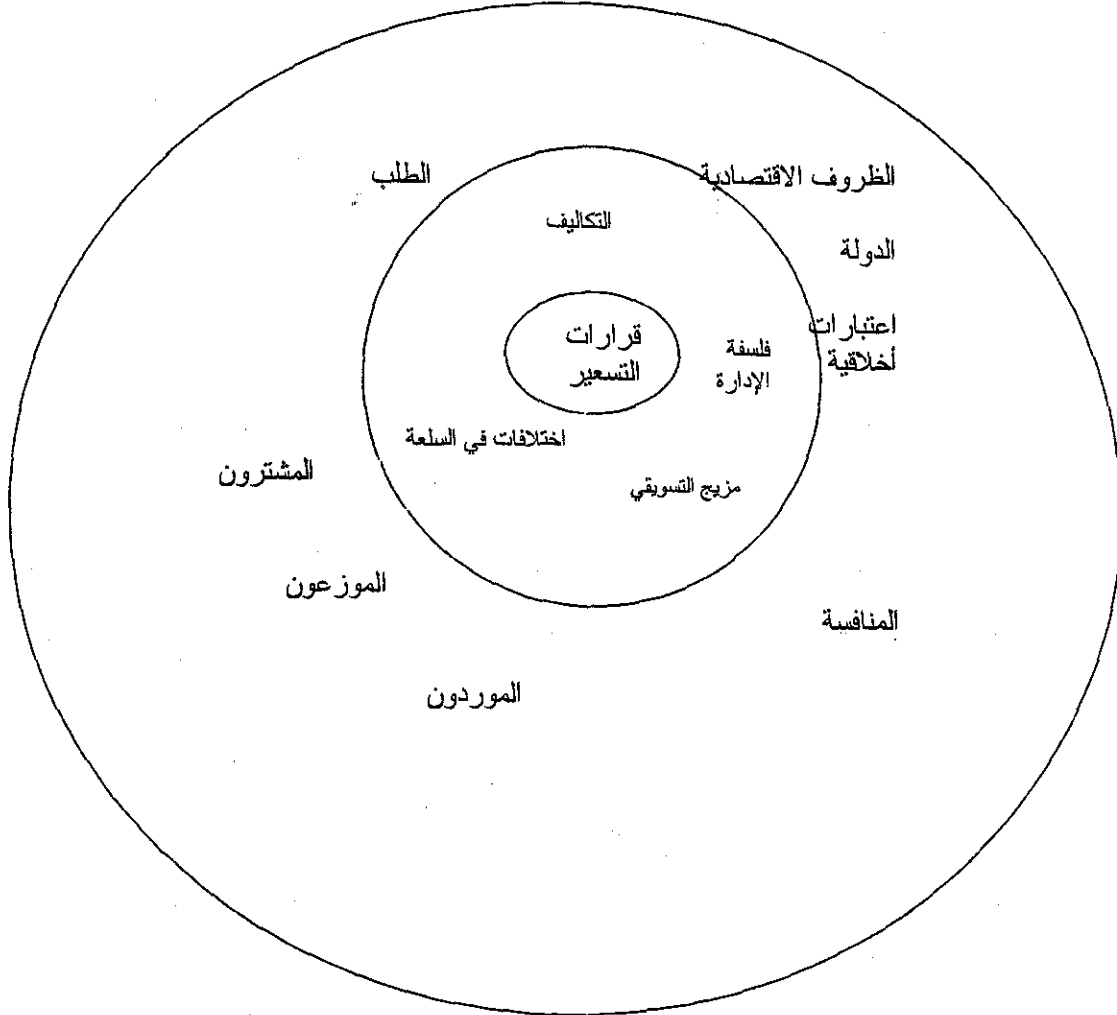 الظروف الاقتصادية
الطلب
التكاليف
الدولة
اعتبارات
أخلاقية
قرارات
التسعير
فلسفة
الإدارة
اختلافات في السلعة
المشترون
مزيج التسويقي
الموزعون
المنافسة
الموردون